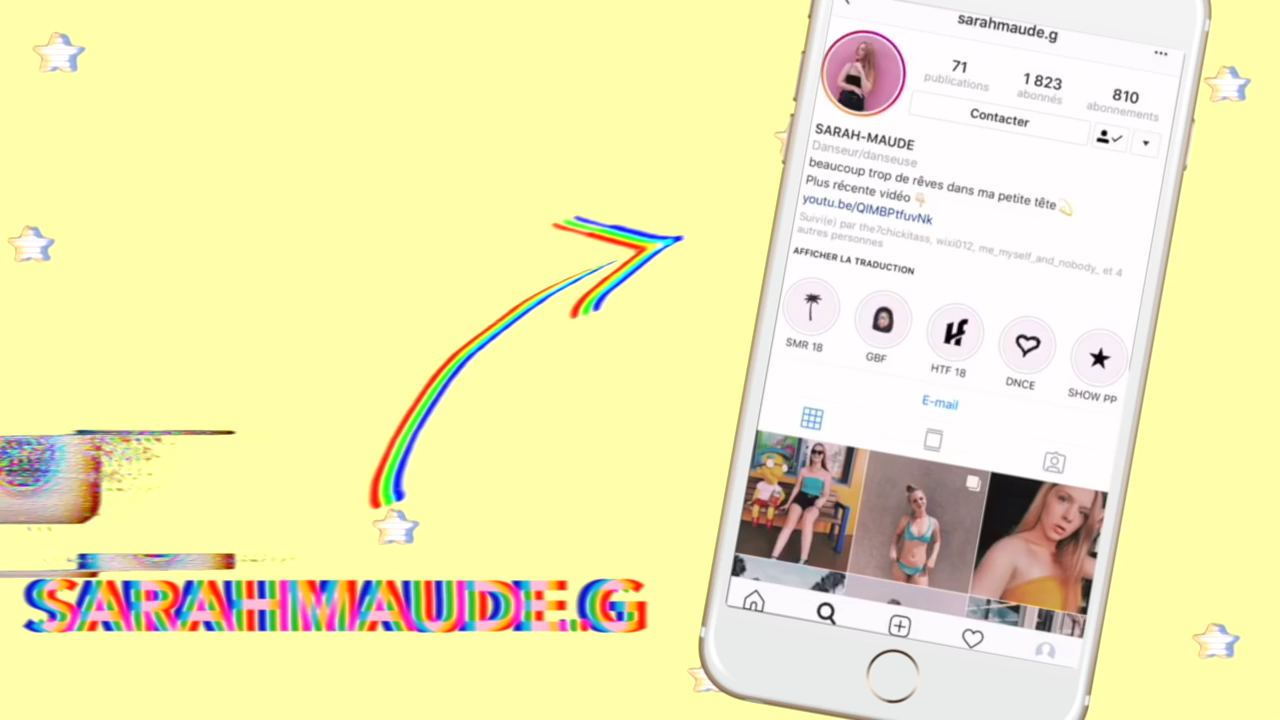 sarahmaude.g
71
publications
1 823
abonnés
810
abonnements
Contacter
SARAH-MAUDE
Danseur/danseuse
beaucoup trop de rêves dans ma petite tête
Plus récente vidéo
youtu.be/QlMBPtfuvNk
Suivi(e) par the7chickitass, wixi012, me_myself_and_nobody_ et 4
autres personnes
AFFICHER LA TRADUCTION
SMR 18
GBF
HTF 18
DNCE
SHOW PP
E-mail
SARAHMAUDE.G